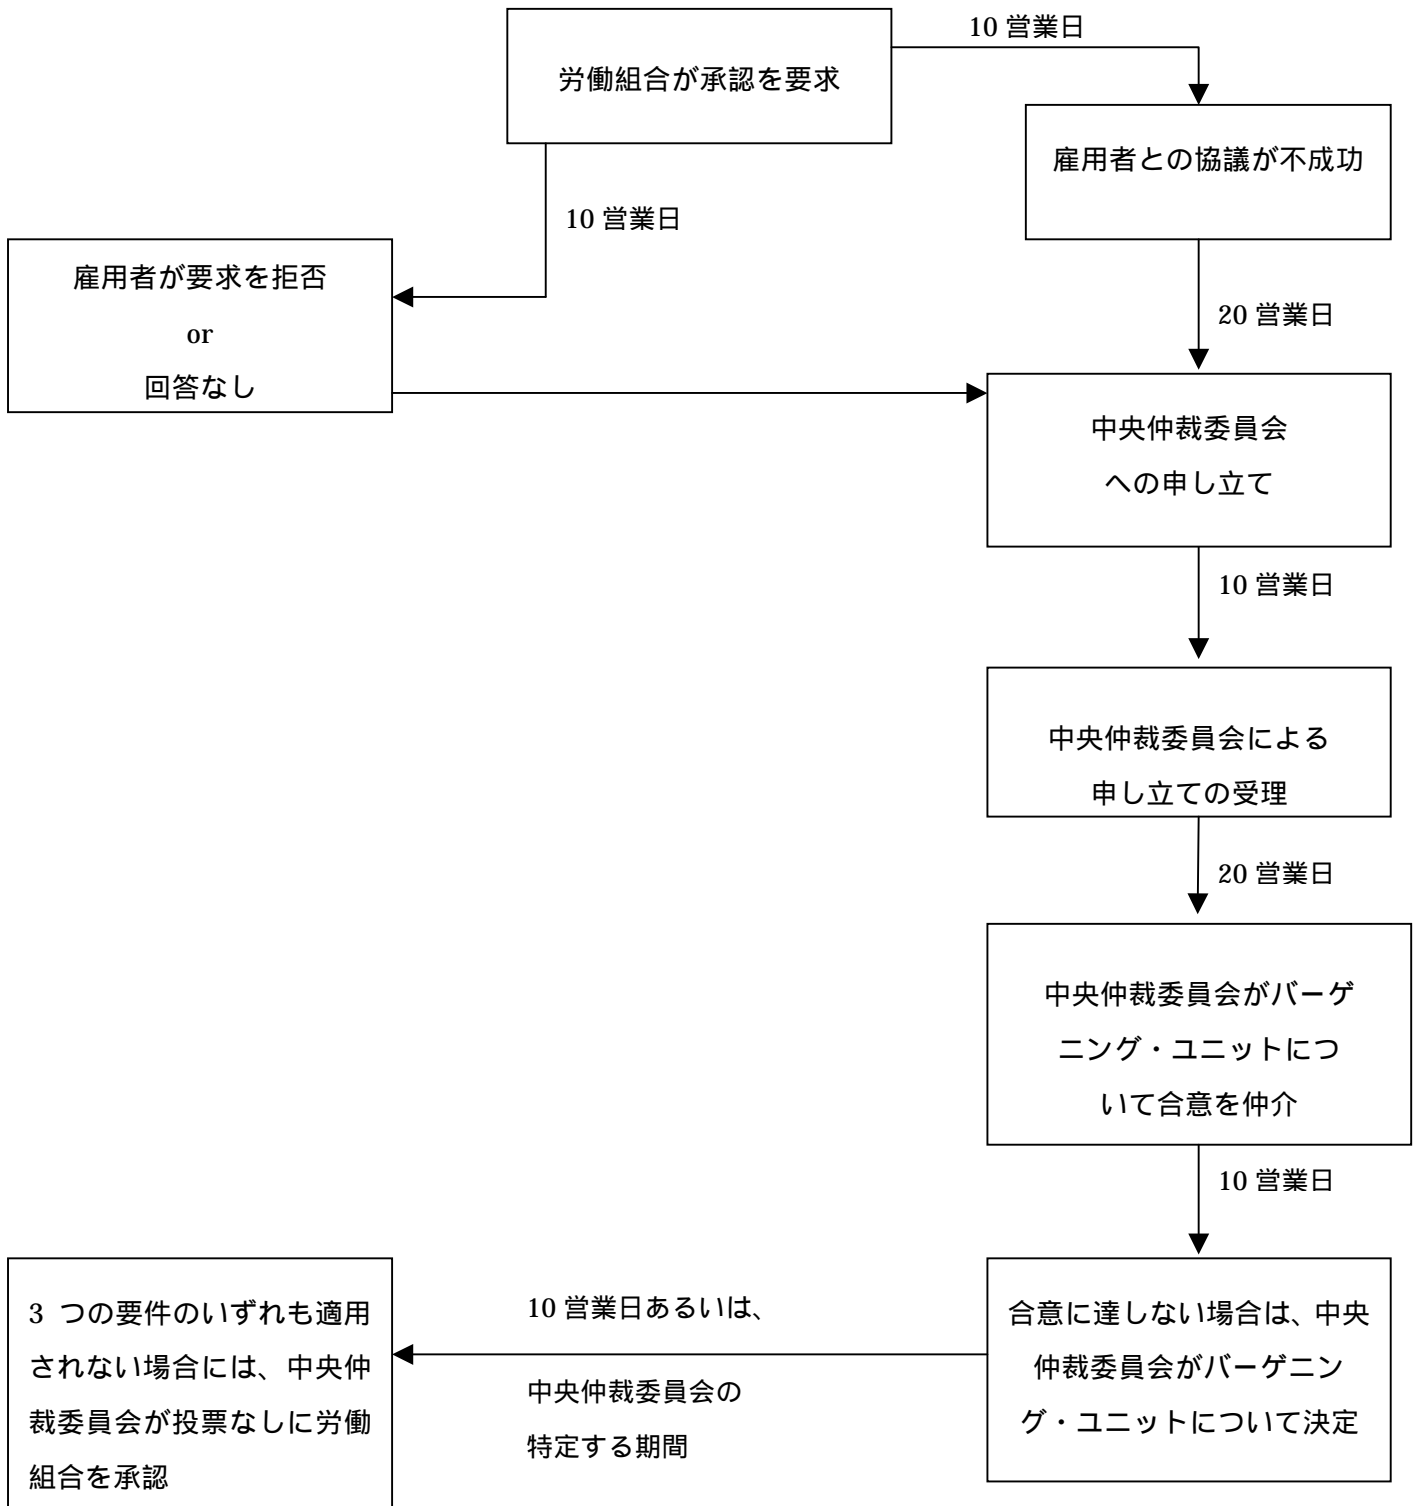 10 営業日
労働組合が承認を要求
雇用者との協議が不成功
10 営業日
雇用者が要求を拒否
or
回答なし
20 営業日
中央仲裁委員会
への申し立て
10 営業日
中央仲裁委員会による
申し立ての受理
20 営業日
中央仲裁委員会がバーゲ
ニング・ユニットにつ
いて合意を仲介
10 営業日
合意に達しない場合は、中央
仲裁委員会がバーゲニン
グ・ユニットについて決定
10 営業日あるいは、
中央仲裁委員会の
特定する期間
3 つの要件のいずれも適用
されない場合には、中央仲
裁委員会が投票なしに労働
組合を承認